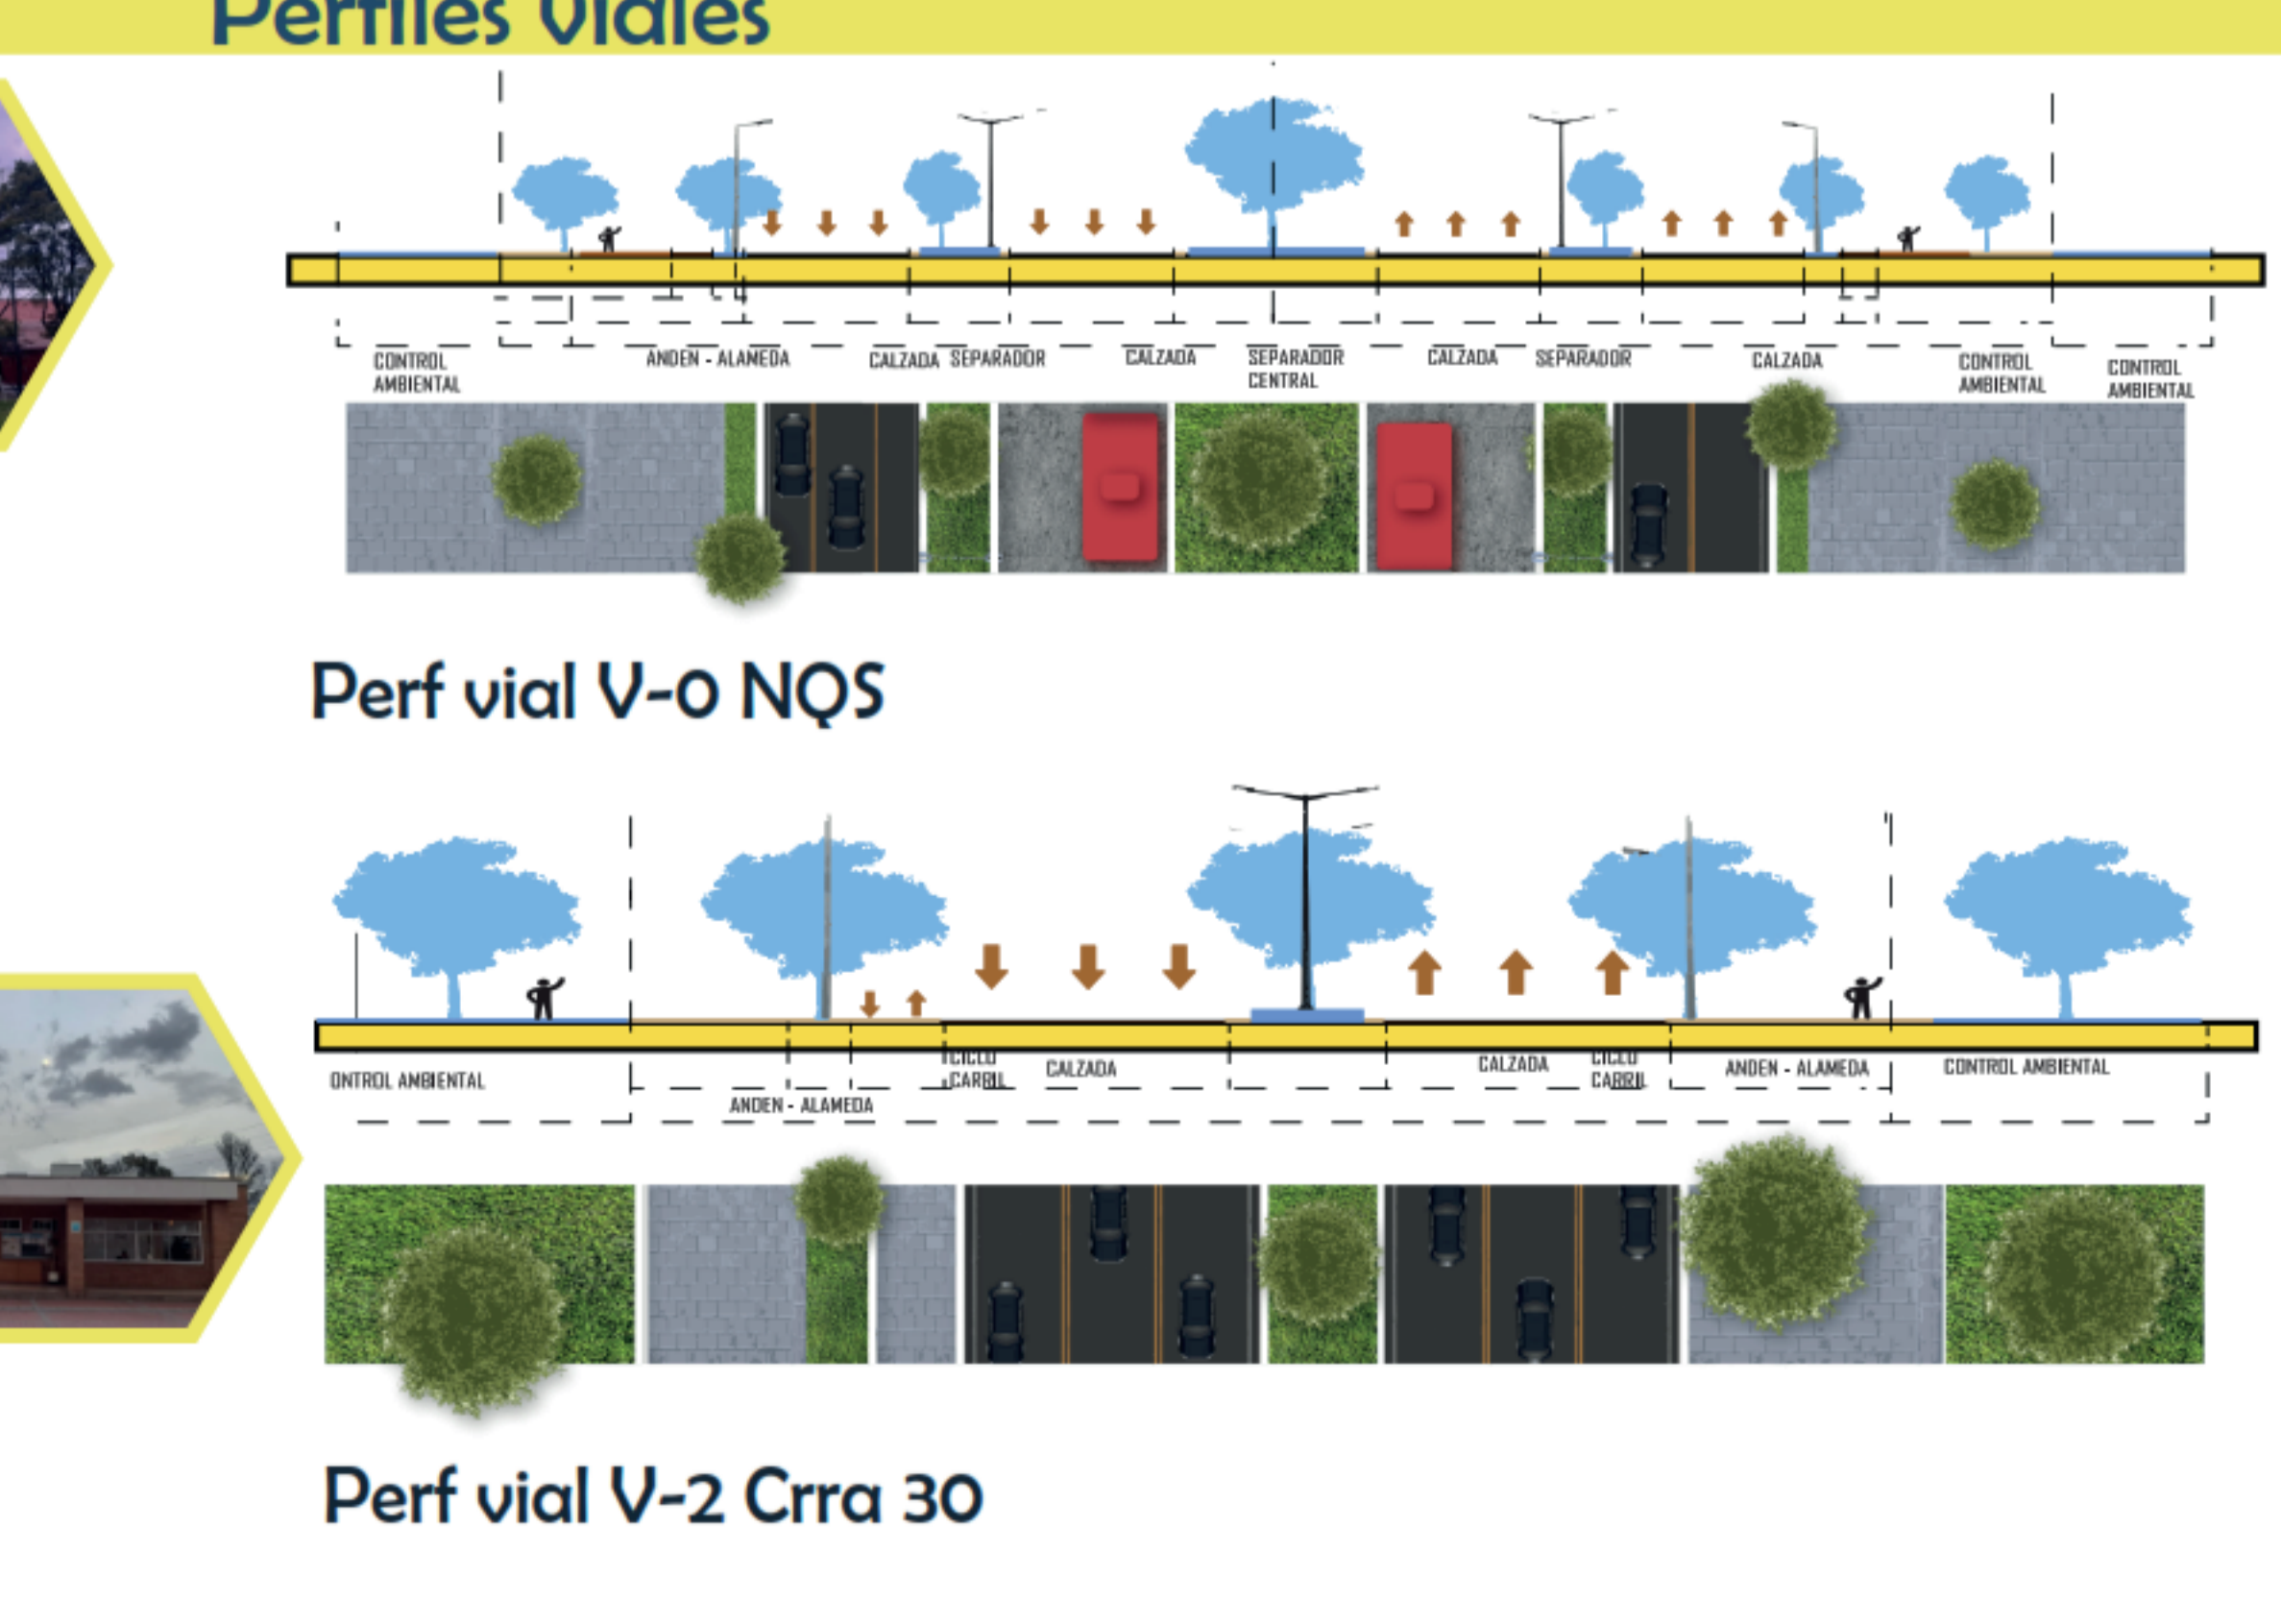 Perfiles Viales
CONTROL
AMBIENTAL
ANDEN - ALAMEDA
CALZADA
SEPARADOR
CALZADA
SEPARADOR
CENTRAL
CALZADA
SEPARADOR
CALZADA
CONTROL
AMBIENTAL
CONTROL
AMBIENTAL
Perf vial V-0 NQS
ONTROL AMBIENTAL
ANDEN - ALAMEDA
CICLO
CARRIL
CALZADA
CALZADA
CICLO
CARRIL
ANDEN - ALAMEDA
CONTROL AMBIENTAL
Perf vial V-2 Crra 30